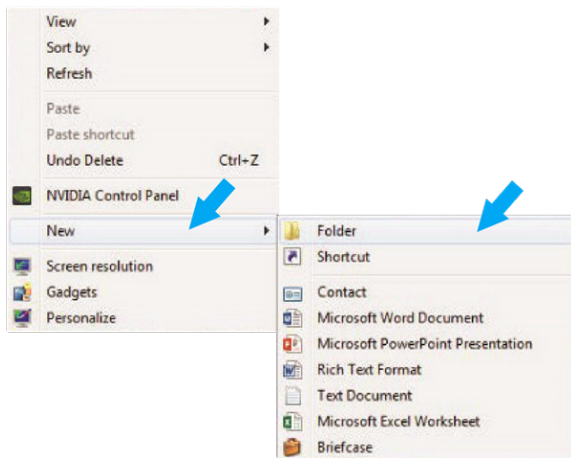 View
Sort by
Refresh
Paste
Paste shortcut
Undo Delete Ctrl+Z
NVIDIA Control Panel
New
Screen resolution
Gadgets
Personalize
Folder
Shortcut
Contact
Microsoft Word Document
Microsoft PowerPoint Presentation
Rich Text Format
Text Document
Microsoft Excel Worksheet
Briefcase